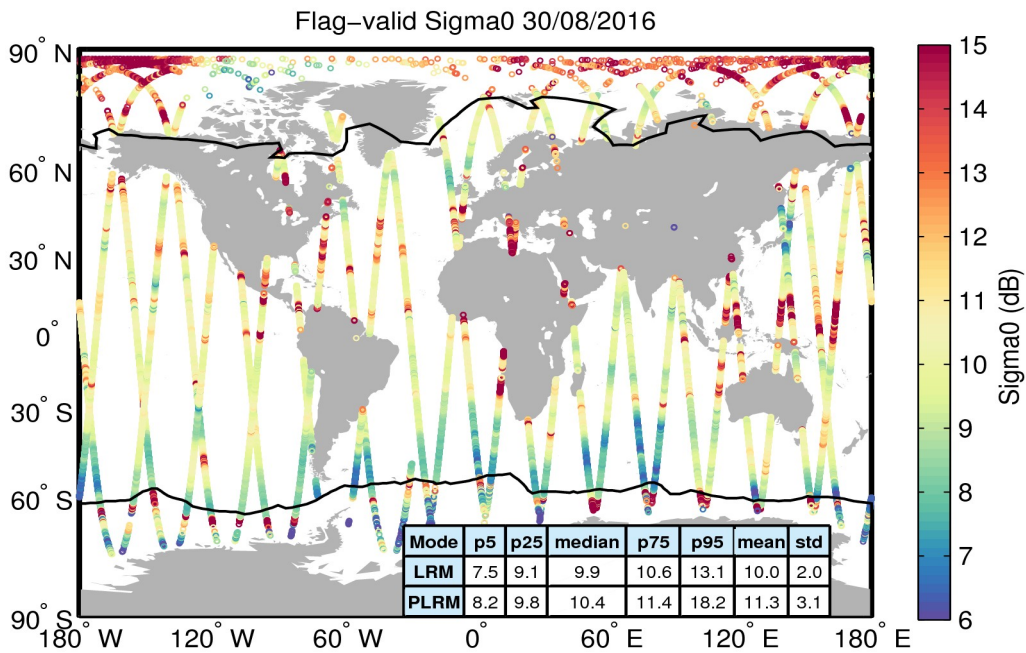 Flag−valid Sigma0 30/08/2016
90° N
60° N
30° N
0°
30° S
60° S
90° S
180° W
120° W
60° W
0°
60° E
120° E
180° E
Mode p5 p25 median p75 p95 mean std
LRM 7.5 9.1 9.9 10.6 13.1 10.0 2.0
PLRM 8.2 9.8 10.4 11.4 18.2 11.3 3.1
15
14
13
12
11
10
9
8
7
6
Sigma0 (dB)